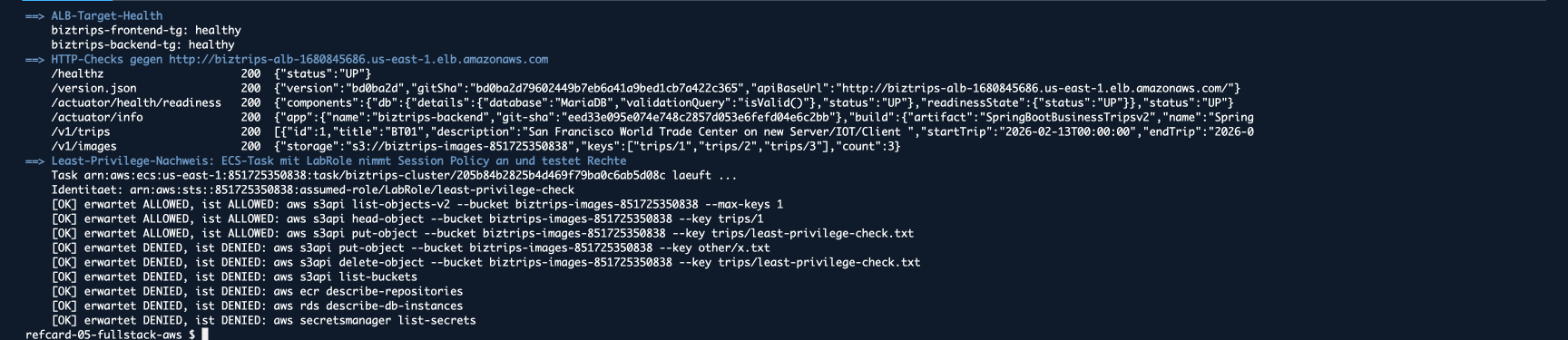 ==> ALB-Target-Health
biztrips-frontend-tg: healthy
biztrips-backend-tg: healthy
==> HTTP-Checks gegen http://biztrips-alb-1680845686.us-east-1.elb.amazonaws.com
/healthz 200 {"status":"UP"}
/version.json 200 {"version":"bd0ba2d","gitSha":"bd0ba2d79602449b7eb6a41a9bed1cb7a422c365","apiBaseUrl":"http://biztrips-alb-1680845686.us-east-1.elb.amazonaws.com/"}
/actuator/health/readiness 200 {"components":{"db":{"details":{"database":"MariaDB","validationQuery":"isValid()"},"status":"UP"},"readinessState":{"status":"UP"}},"status":"UP"}
/actuator/info 200 {"app":{"name":"biztrips-backend","git-sha":"eed33e095e074e748c2857d053e6fefd04e6c2bb"},"build":{"artifact":"SpringBootBusinessTripsv2","name":"Spring
/v1/trips 200 [{"id":1,"title":"BT01","description":"San Francisco World Trade Center on new Server/IOT/Client ","startTrip":"2026-02-13T00:00:00","endTrip":"2026-0
/v1/images 200 {"storage":"s3://biztrips-images-851725350838","keys":["trips/1","trips/2","trips/3"],"count":3}
==> Least-Privilege-Nachweis: ECS-Task mit LabRole nimmt Session Policy an und testet Rechte
Task arn:aws:ecs:us-east-1:851725350838:task/biztrips-cluster/205b84b2825b4d469f79ba0c6ab5d08c laeuft ...
Identitaet: arn:aws:sts::851725350838:assumed-role/LabRole/least-privilege-check
[OK] erwartet ALLOWED, ist ALLOWED: aws s3api list-objects-v2 --bucket biztrips-images-851725350838 --max-keys 1
[OK] erwartet ALLOWED, ist ALLOWED: aws s3api head-object --bucket biztrips-images-851725350838 --key trips/1
[OK] erwartet ALLOWED, ist ALLOWED: aws s3api put-object --bucket biztrips-images-851725350838 --key trips/least-privilege-check.txt
[OK] erwartet DENIED, ist DENIED: aws s3api put-object --bucket biztrips-images-851725350838 --key other/x.txt
[OK] erwartet DENIED, ist DENIED: aws s3api delete-object --bucket biztrips-images-851725350838 --key trips/least-privilege-check.txt
[OK] erwartet DENIED, ist DENIED: aws s3api list-buckets
[OK] erwartet DENIED, ist DENIED: aws ecr describe-repositories
[OK] erwartet DENIED, ist DENIED: aws rds describe-db-instances
[OK] erwartet DENIED, ist DENIED: aws secretsmanager list-secrets
refcard-05-fullstack-aws $